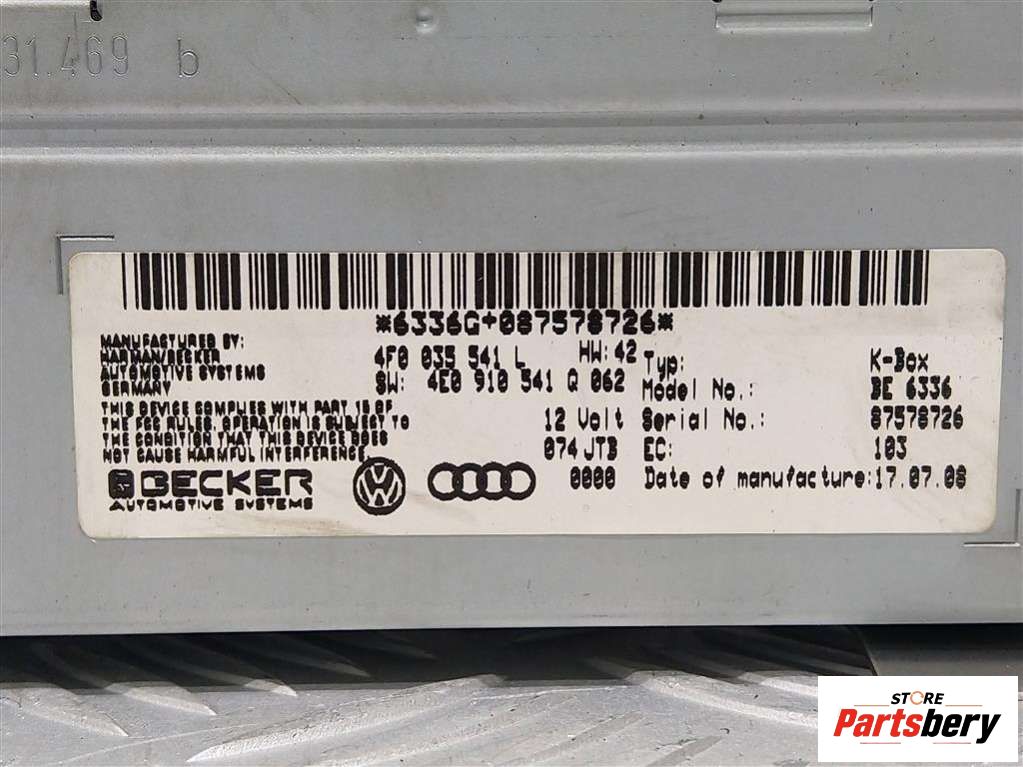 31.469 b
*6336G+087578726*
MANUFACTURED BY:
HARMAN/BECKER
AUTOMOTIVE SYSTEMS
GERMANY
4F0 035 541 L HW: 42
SW: 4E0 910 541 Q 062
THIS DEVICE COMPLIES WITH PART 15 OF
THE FCC RULES. OPERATION IS SUBJECT TO
THE CONDITION THAT THIS DEVICE DOES
NOT CAUSE HARMFUL INTERFERENCE.
12 Volt
074JTB
0000
BECKER
AUTOMOTIVE SYSTEMS
Typ: K-Box
Model No.: BE 6336
Serial No.: 87578726
EC: 103
Date of manufacture: 17.07.08
STORE
Partsbery